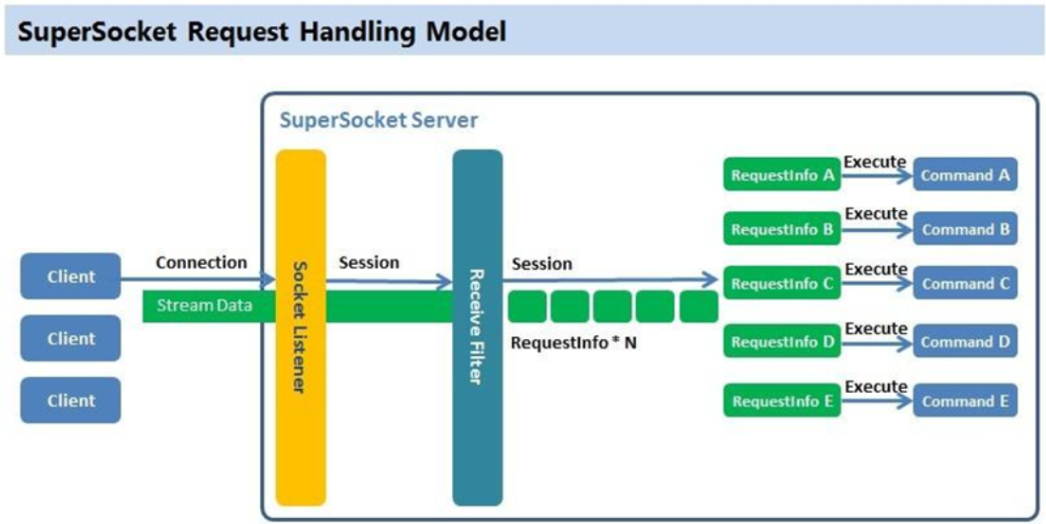 SuperSocket Request Handling Model
SuperSocket Server
Client
Client
Client
Connection
Stream Data
Socket Listener
Session
Receive Filter
Session
RequestInfo * N
RequestInfo A
Execute
Command A
RequestInfo B
Execute
Command B
RequestInfo C
Execute
Command C
RequestInfo D
Execute
Command D
RequestInfo E
Execute
Command E